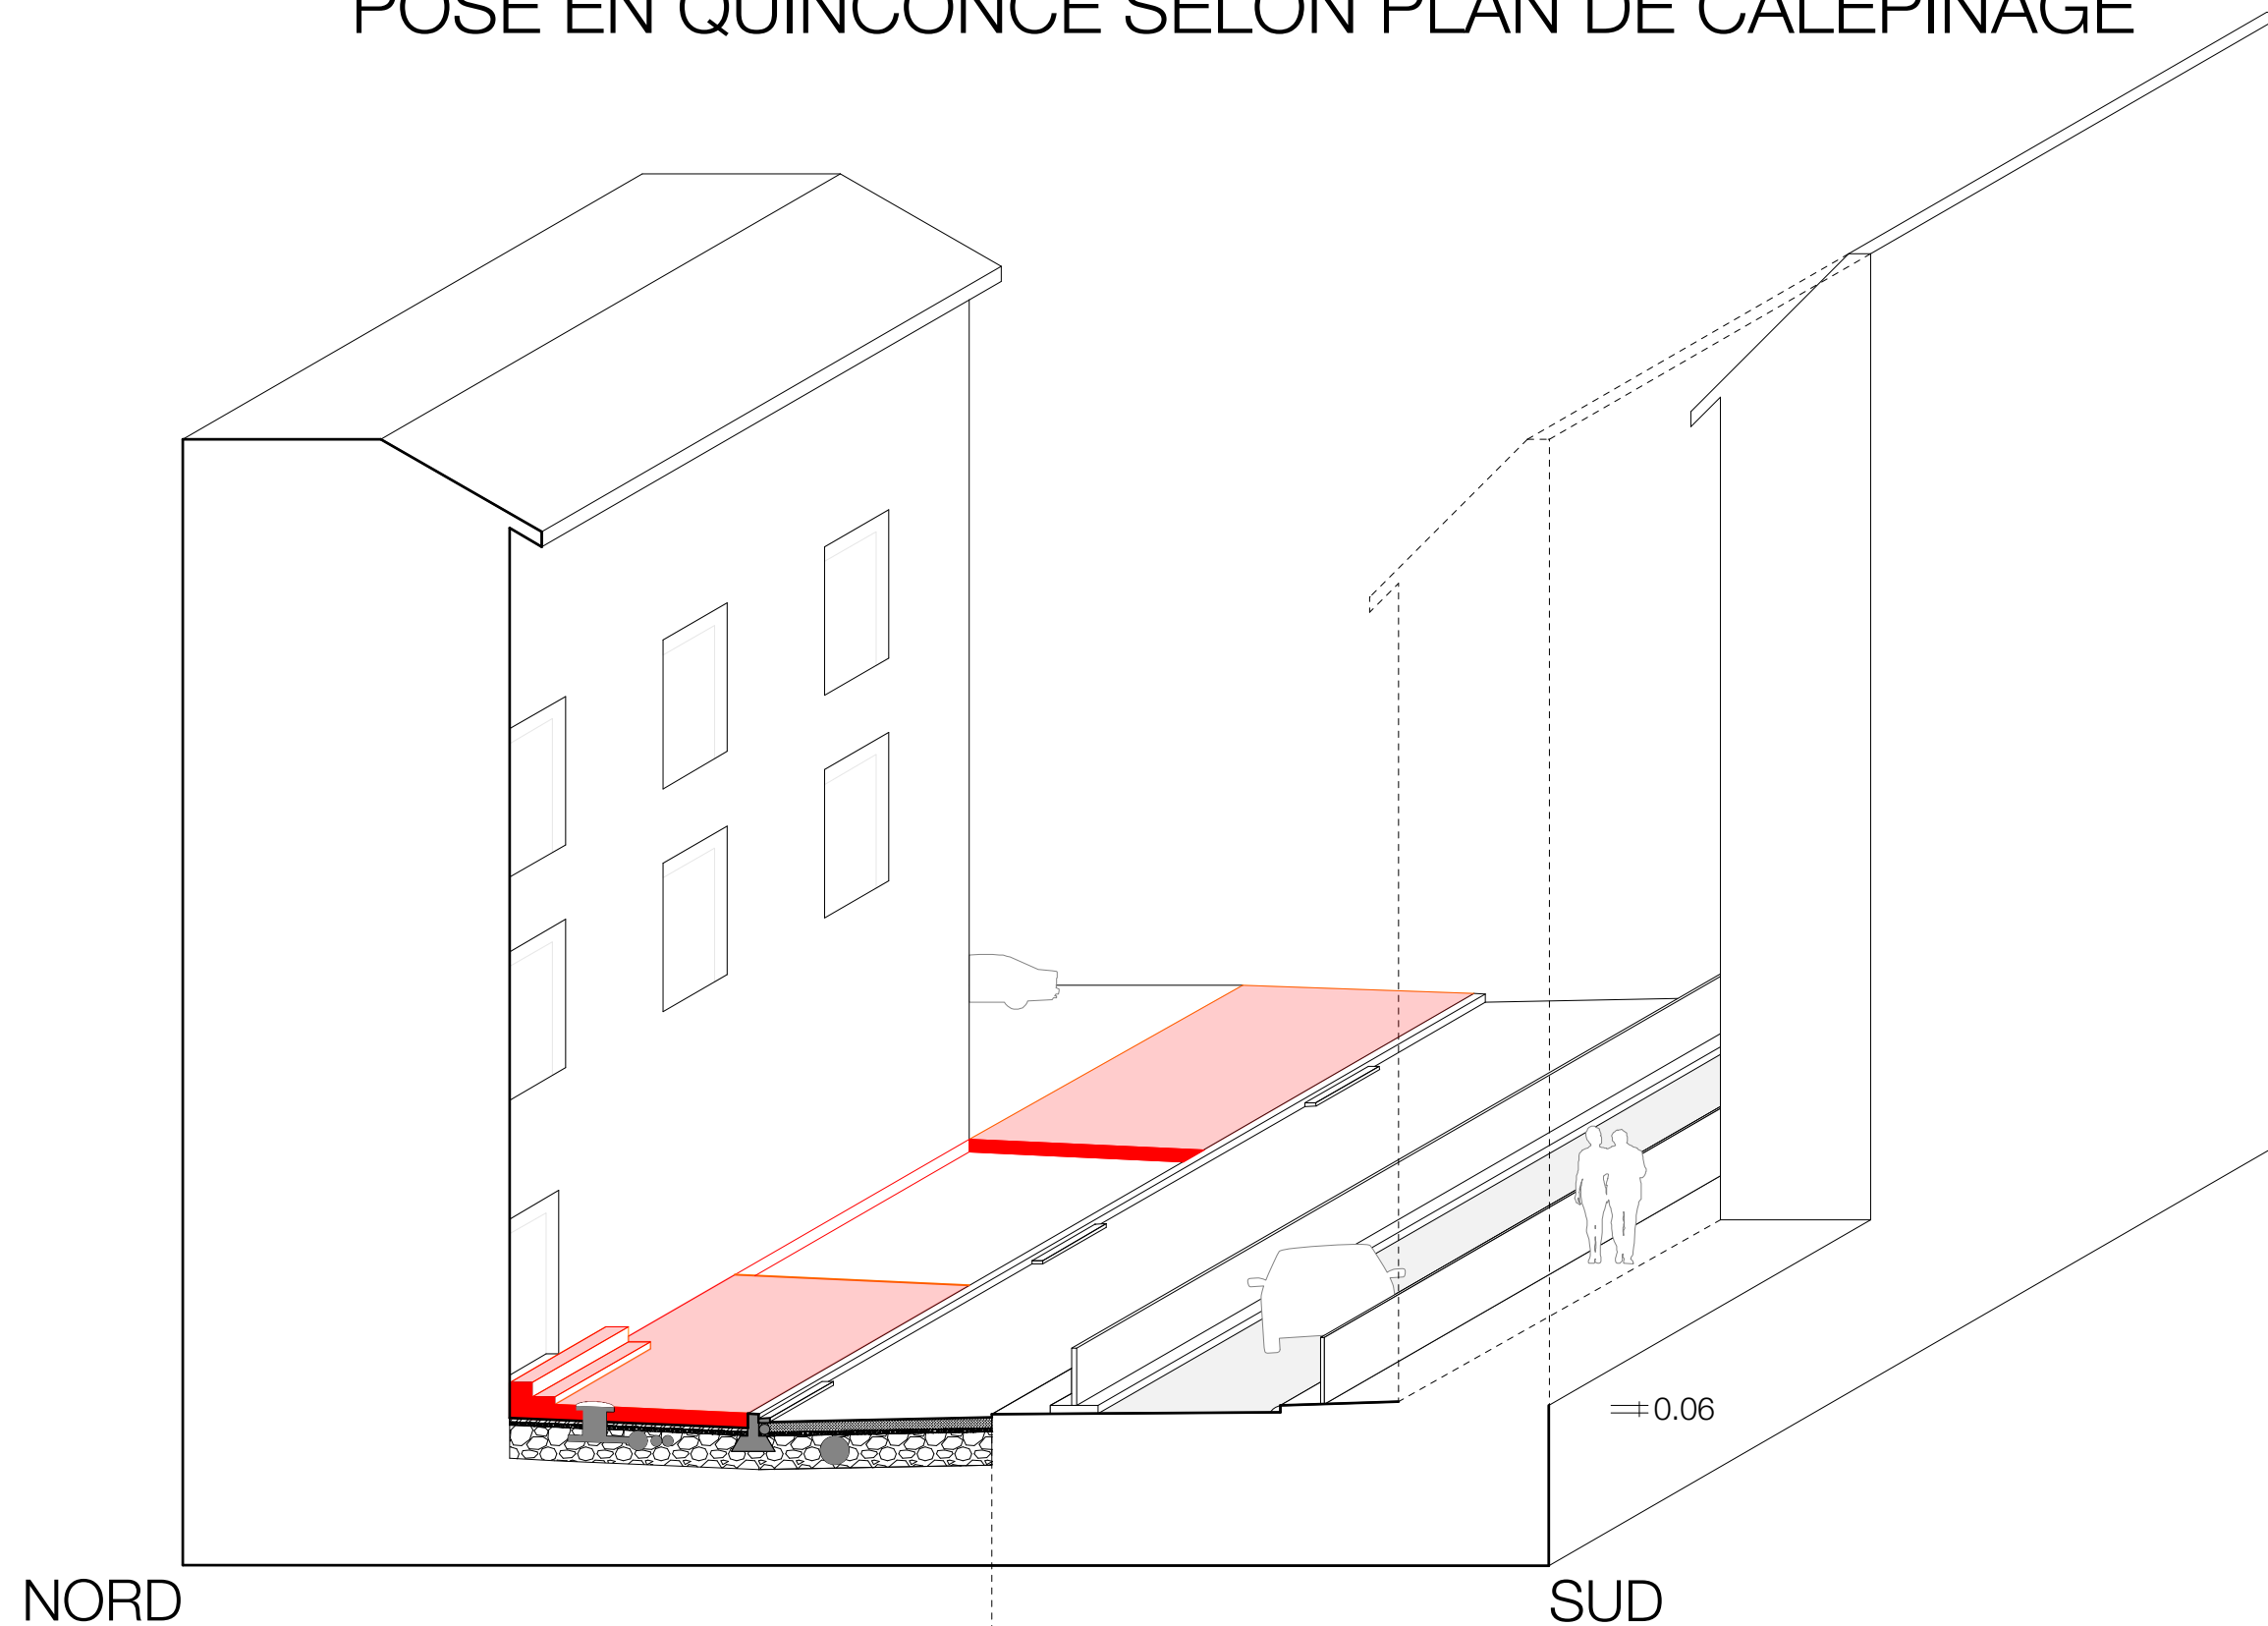 POSE EN QUINCONCE SELON PLAN DE CALEPINAGE
0.06
NORD
SUD